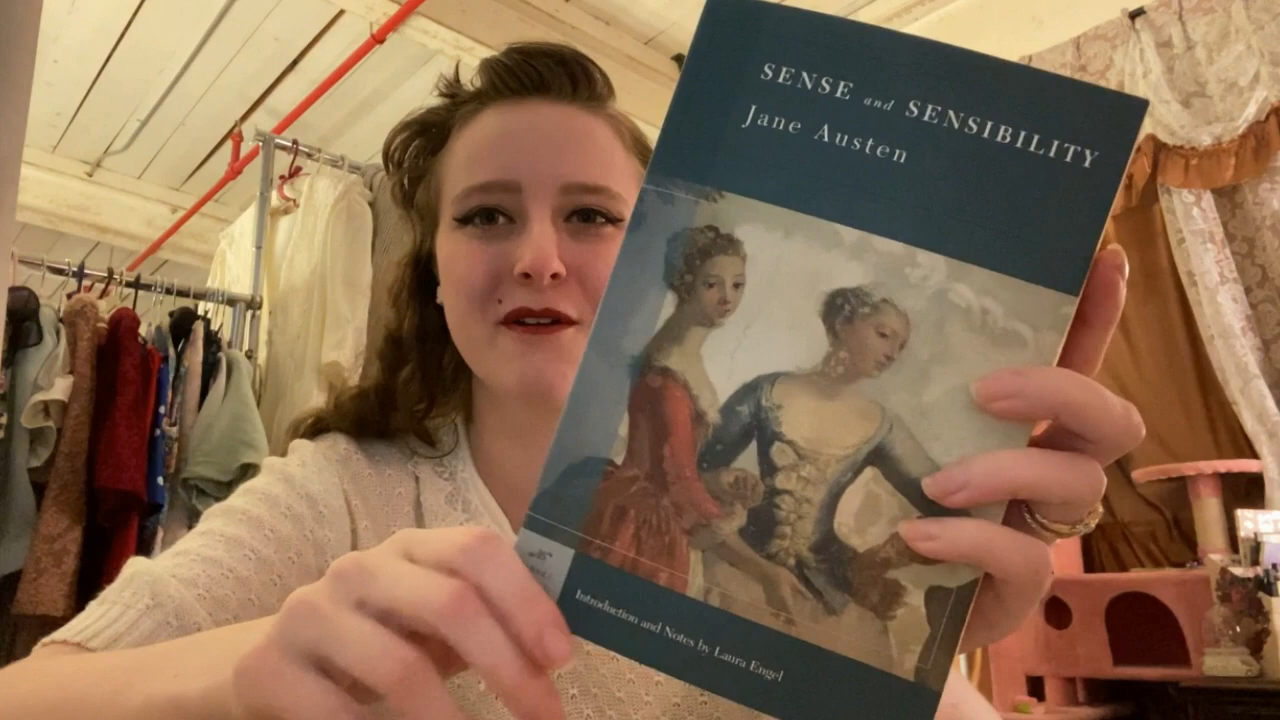 SENSE and SENSIBILITY
Jane Austen
Introduction and Notes by Laura Engel